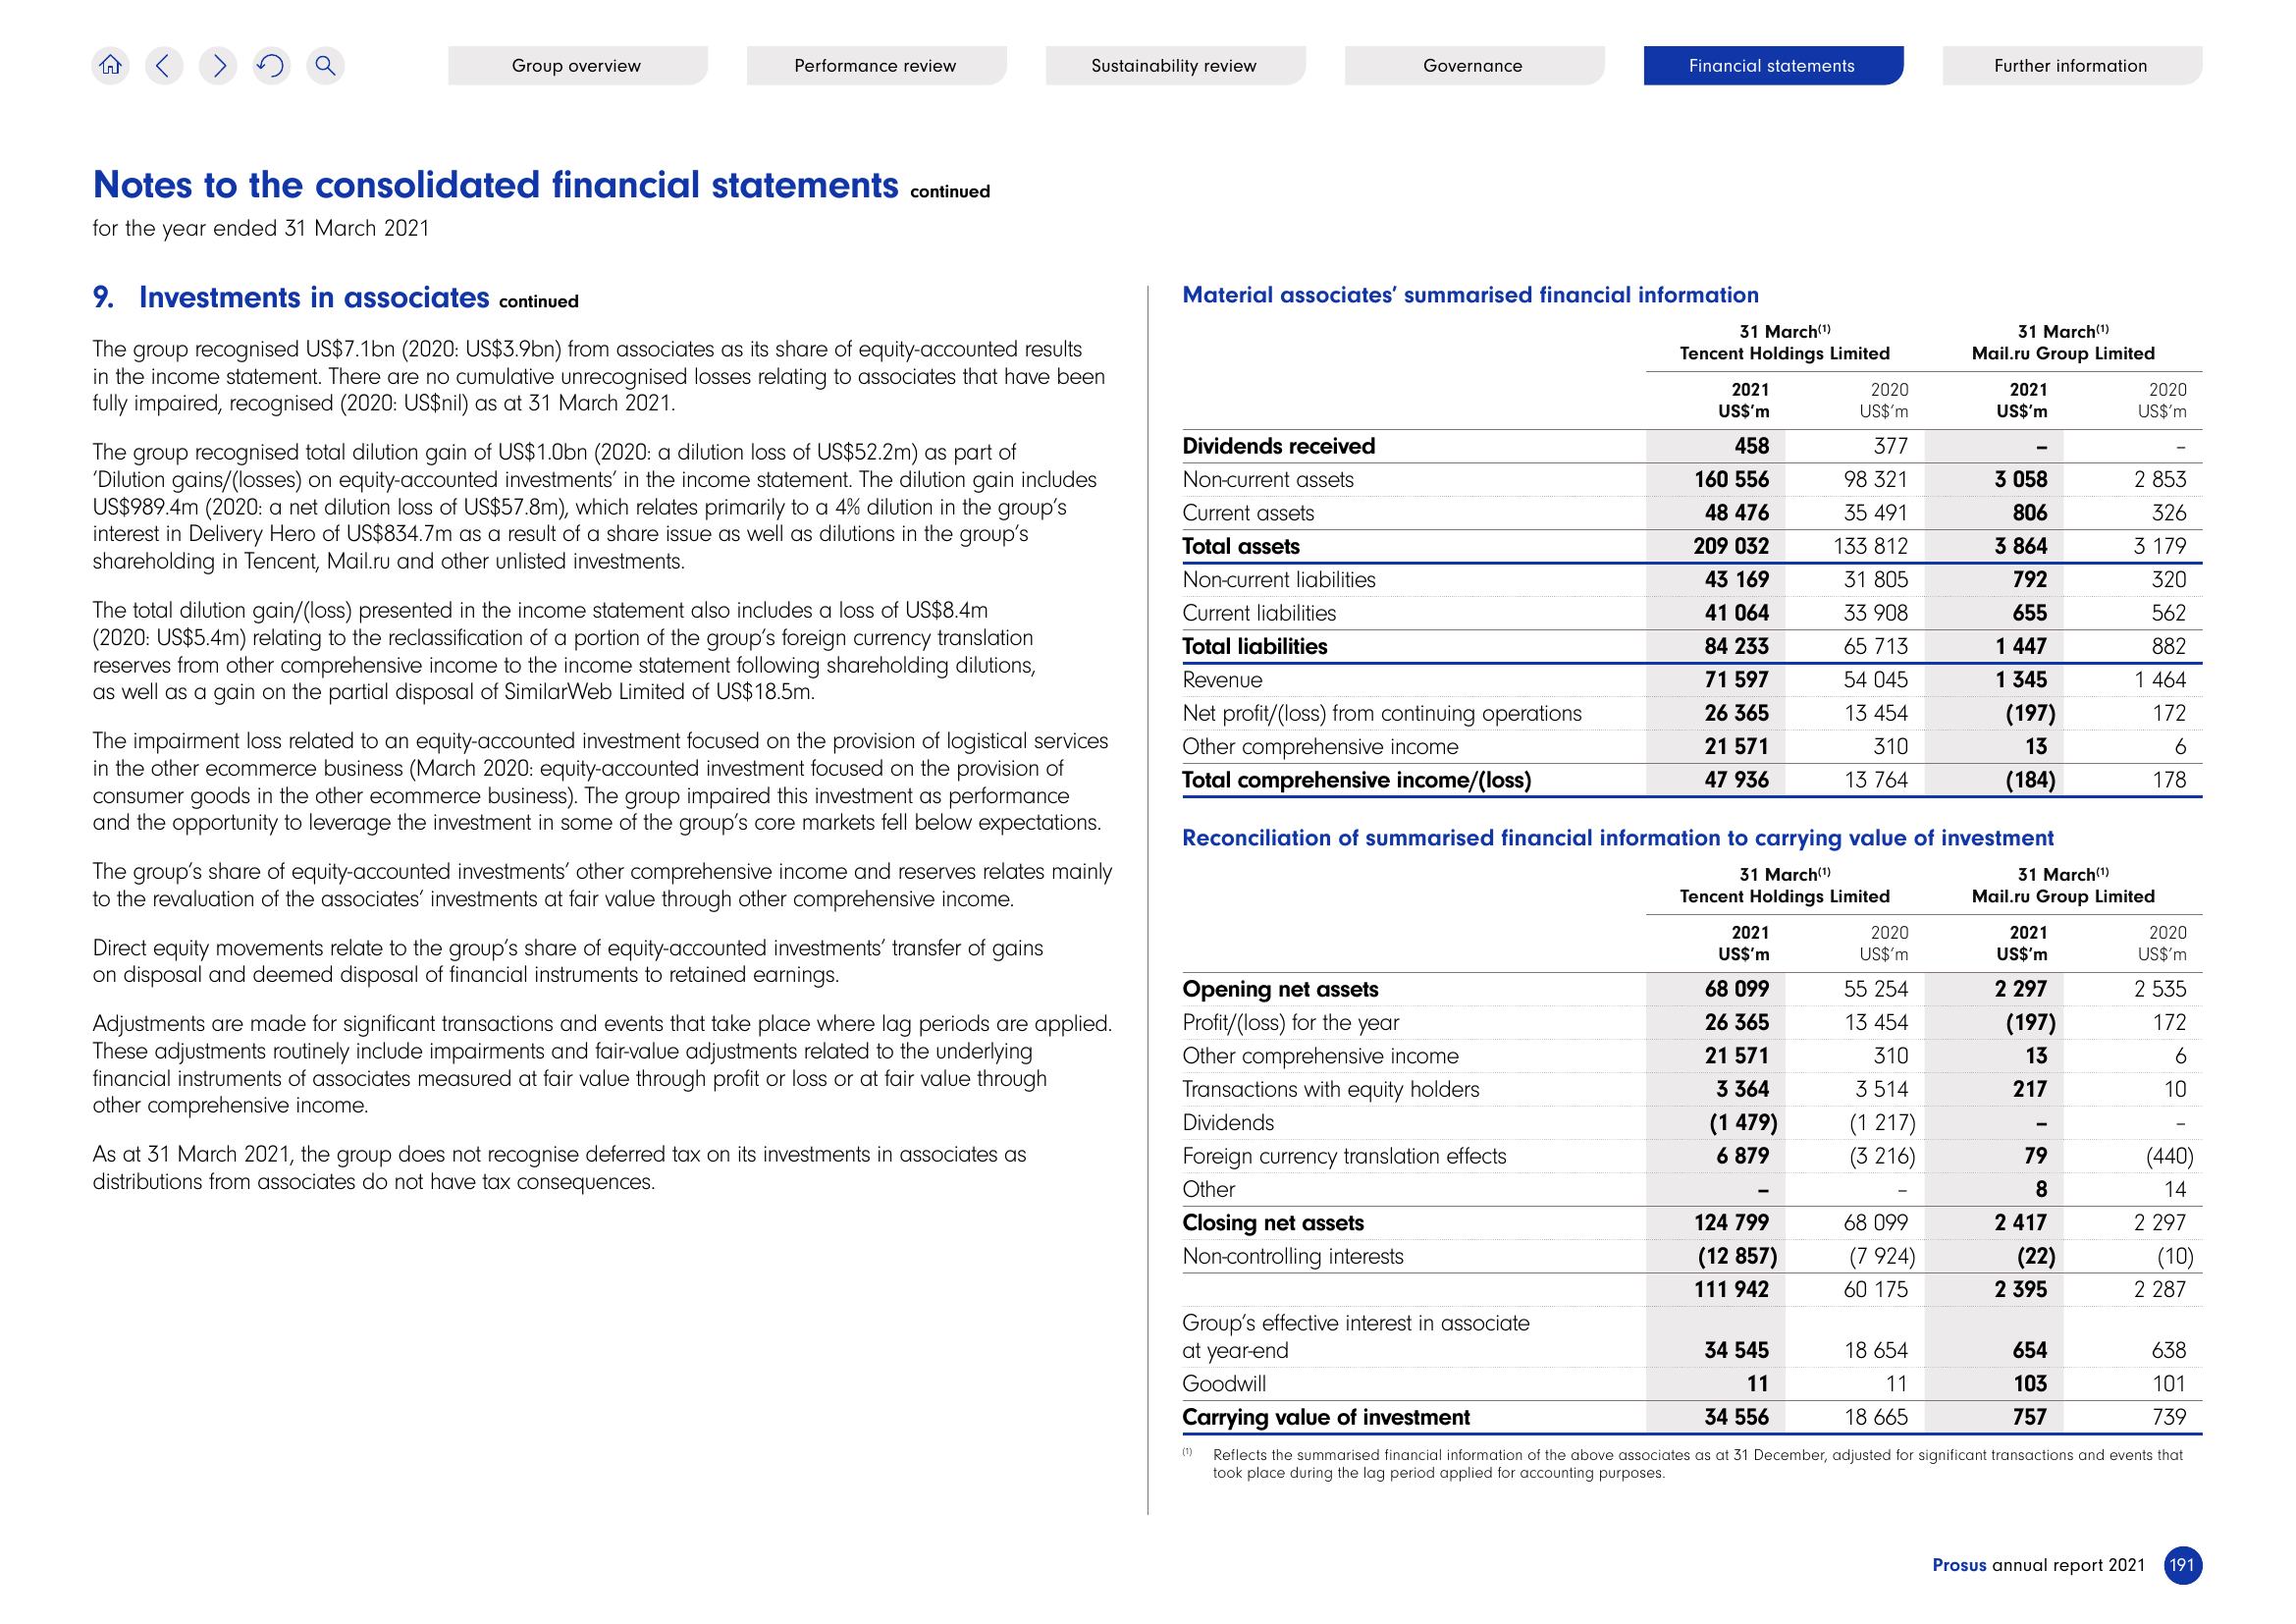 Group overview
Performance review
Sustainability review
Governance
Financial statements
Further information
Notes to the consolidated financial statements continued
for the year ended 31 March 2021
9. Investments in associates continued
The group recognised US$7.1bn (2020: US$3.9bn) from associates as its share of equity-accounted results
in the income statement. There are no cumulative unrecognised losses relating to associates that have been
fully impaired, recognised (2020: US$nil) as at 31 March 2021.
The group recognised total dilution gain of US$1.0bn (2020: a dilution loss of US$52.2m) as part of
‘Dilution gains/(losses) on equity-accounted investments’ in the income statement. The dilution gain includes
US$989.4m (2020: a net dilution loss of US$57.8m), which relates primarily to a 4% dilution in the group’s
interest in Delivery Hero of US$834.7m as a result of a share issue as well as dilutions in the group’s
shareholding in Tencent, Mail.ru and other unlisted investments.
The total dilution gain/(loss) presented in the income statement also includes a loss of US$8.4m
(2020: US$5.4m) relating to the reclassification of a portion of the group’s foreign currency translation
reserves from other comprehensive income to the income statement following shareholding dilutions,
as well as a gain on the partial disposal of SimilarWeb Limited of US$18.5m.
The impairment loss related to an equity-accounted investment focused on the provision of logistical services
in the other ecommerce business (March 2020: equity-accounted investment focused on the provision of
consumer goods in the other ecommerce business). The group impaired this investment as performance
and the opportunity to leverage the investment in some of the group’s core markets fell below expectations.
The group’s share of equity-accounted investments’ other comprehensive income and reserves relates mainly
to the revaluation of the associates’ investments at fair value through other comprehensive income.
Direct equity movements relate to the group’s share of equity-accounted investments’ transfer of gains
on disposal and deemed disposal of financial instruments to retained earnings.
Adjustments are made for significant transactions and events that take place where lag periods are applied.
These adjustments routinely include impairments and fair-value adjustments related to the underlying
financial instruments of associates measured at fair value through profit or loss or at fair value through
other comprehensive income.
As at 31 March 2021, the group does not recognise deferred tax on its investments in associates as
distributions from associates do not have tax consequences.
Material associates’ summarised financial information
31 March(1) 31 March(1)
Tencent Holdings Limited Mail.ru Group Limited
2021 2020 2021 2020
US$’m US$’m US$’m US$’m
Dividends received 458 377 – –
Non-current assets 160 556 98 321 3 058 2 853
Current assets 48 476 35 491 806 326
Total assets 209 032 133 812 3 864 3 179
Non-current liabilities 43 169 31 805 792 320
Current liabilities 41 064 33 908 655 562
Total liabilities 84 233 65 713 1 447 882
Revenue 71 597 54 045 1 345 1 464
Net profit/(loss) from continuing operations 26 365 13 454 (197) 172
Other comprehensive income 21 571 310 13 6
Total comprehensive income/(loss) 47 936 13 764 (184) 178
Reconciliation of summarised financial information to carrying value of investment
31 March(1) 31 March(1)
Tencent Holdings Limited Mail.ru Group Limited
2021 2020 2021 2020
US$’m US$’m US$’m US$’m
Opening net assets 68 099 55 254 2 297 2 535
Profit/(loss) for the year 26 365 13 454 (197) 172
Other comprehensive income 21 571 310 13 6
Transactions with equity holders 3 364 3 514 217 10
Dividends (1 479) (1 217) – –
Foreign currency translation effects 6 879 (3 216) 79 (440)
Other – – 8 14
Closing net assets 124 799 68 099 2 417 2 297
Non-controlling interests (12 857) (7 924) (22) (10)
111 942 60 175 2 395 2 287
Group’s effective interest in associate
at year-end 34 545 18 654 654 638
Goodwill 11 11 103 101
Carrying value of investment 34 556 18 665 757 739
(1) Reflects the summarised financial information of the above associates as at 31 December, adjusted for significant transactions and events that
took place during the lag period applied for accounting purposes.
Prosus annual report 2021 191